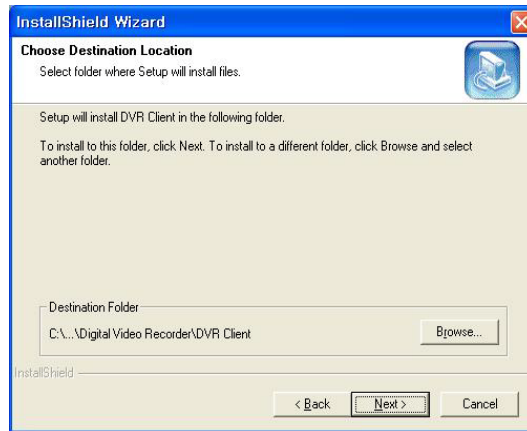 InstallShield Wizard
Choose Destination Location
Select folder where Setup will install files.
Setup will install DVR Client in the following folder.
To install to this folder, click Next. To install to a different folder, click Browse and select
another folder.
Destination Folder
C:\...\Digital Video Recorder\DVR Client
Browse...
InstallShield
< Back
Next >
Cancel